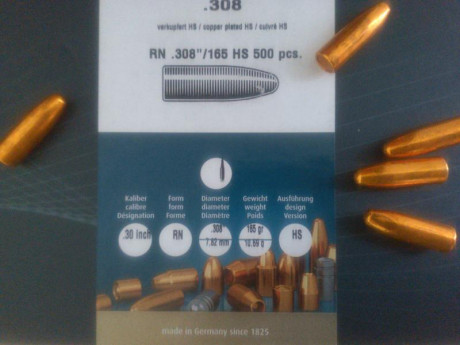 .308
verkupfert HS / copper plated HS / cuivré HS
RN .308"/165 HS 500 pcs.
Kaliber Form Diameter Gewicht Ausführung
calibre form diameter weight design
Désignation Forme Diamètre Poids Version
.30 inch RN .308 165 gr HS
7.82 mm 10.69 g
made in Germany since 1825